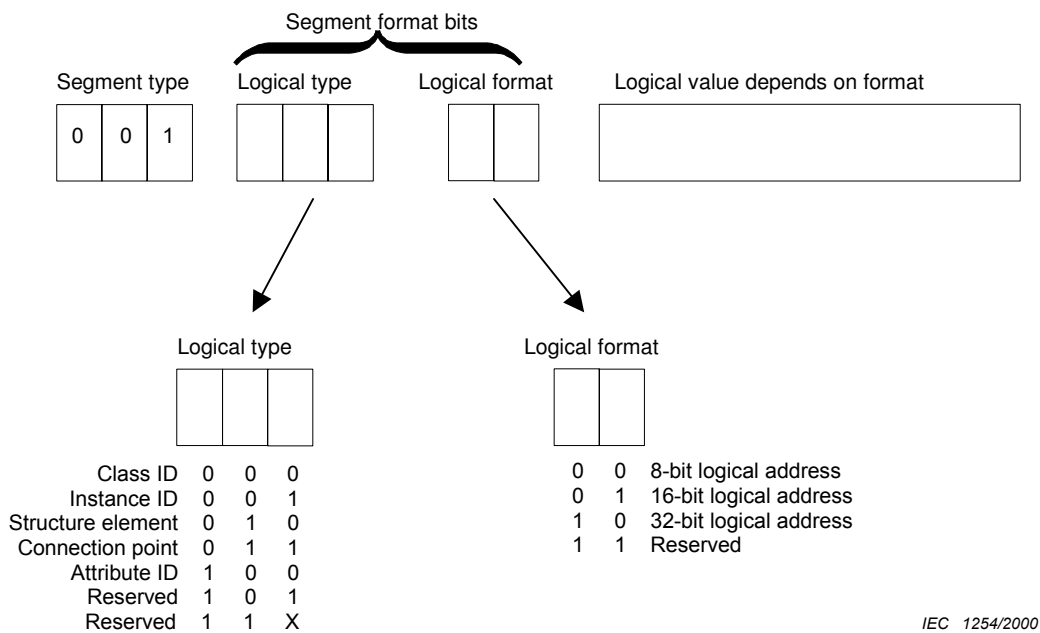 Segment format bits
Segment type Logical type Logical format Logical value depends on format
0 0 1
Logical type Logical format
Class ID 0 0 0
Instance ID 0 0 1
Structure element 0 1 0
Connection point 0 1 1
Attribute ID 1 0 0
Reserved 1 0 1
Reserved 1 1 X
0 0 8-bit logical address
0 1 16-bit logical address
1 0 32-bit logical address
1 1 Reserved
IEC 1254/2000